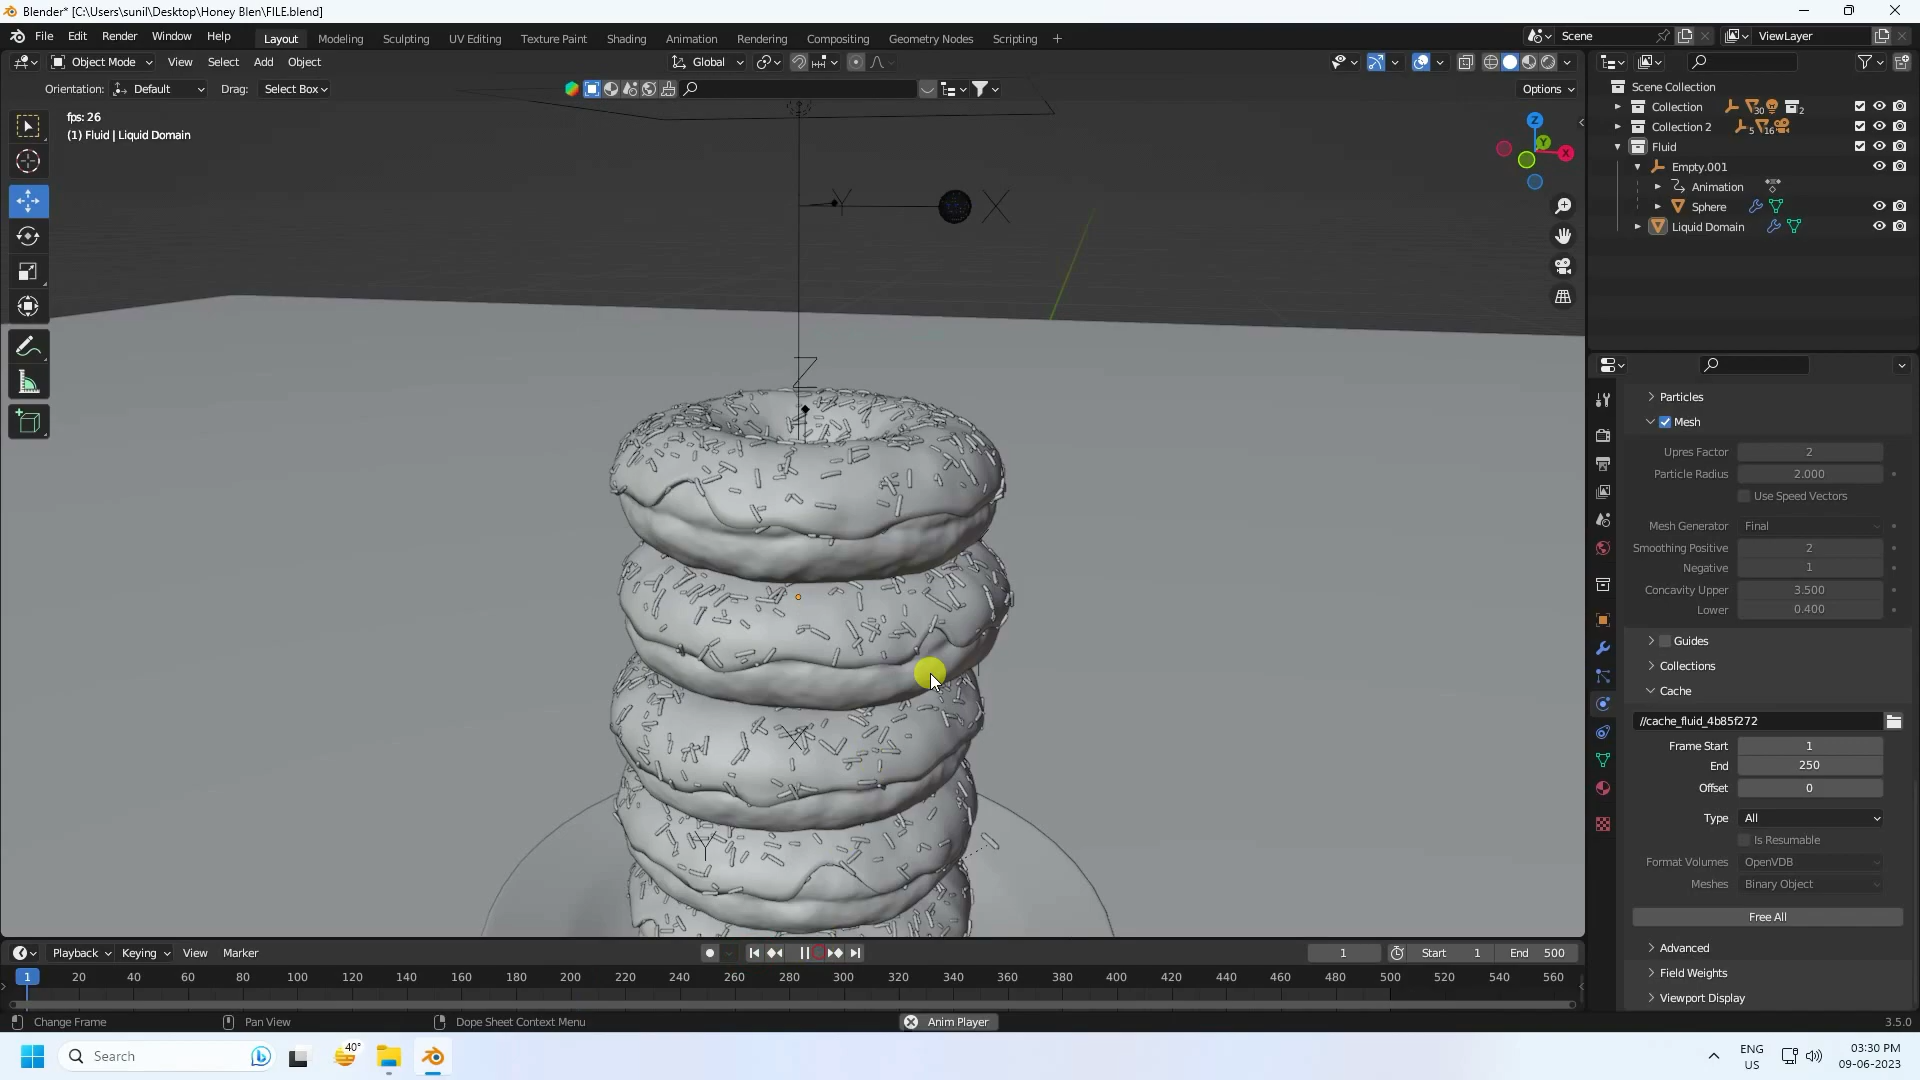 Blender* [C:\Users\sunil\Desktop\Honey Blen\FILE.blend]
File Edit Render Window Help Layout Modeling Sculpting UV Editing Texture Paint Shading Animation Rendering Compositing Geometry Nodes Scripting + Scene ViewLayer
Object Mode View Select Add Object Global
Orientation: Default Drag: Select Box Options
fps: 26
(1) Fluid | Liquid Domain
Z
Y
X
Y
X
Z
X
Y
Scene Collection
Collection 30 2
Collection 2 5 16
Fluid
Empty.001
Animation
Sphere
Liquid Domain
Particles
Mesh
Upres Factor 2
Particle Radius 2.000
Use Speed Vectors
Mesh Generator Final
Smoothing Positive 2
Negative 1
Concavity Upper 3.500
Lower 0.400
Guides
Collections
Cache
//cache_fluid_4b85f272
Frame Start 1
End 250
Offset 0
Type All
Is Resumable
Format Volumes OpenVDB
Meshes Binary Object
Free All
Advanced
Field Weights
Viewport Display
Playback Keying View Marker 1 Start 1 End 500
1 20 40 60 80 100 120 140 160 180 200 220 240 260 280 300 320 340 360 380 400 420 440 460 480 500 520 540 560
Change Frame Pan View Dope Sheet Context Menu Anim Player 3.5.0
Search 40° ENG US 03:30 PM
09-06-2023